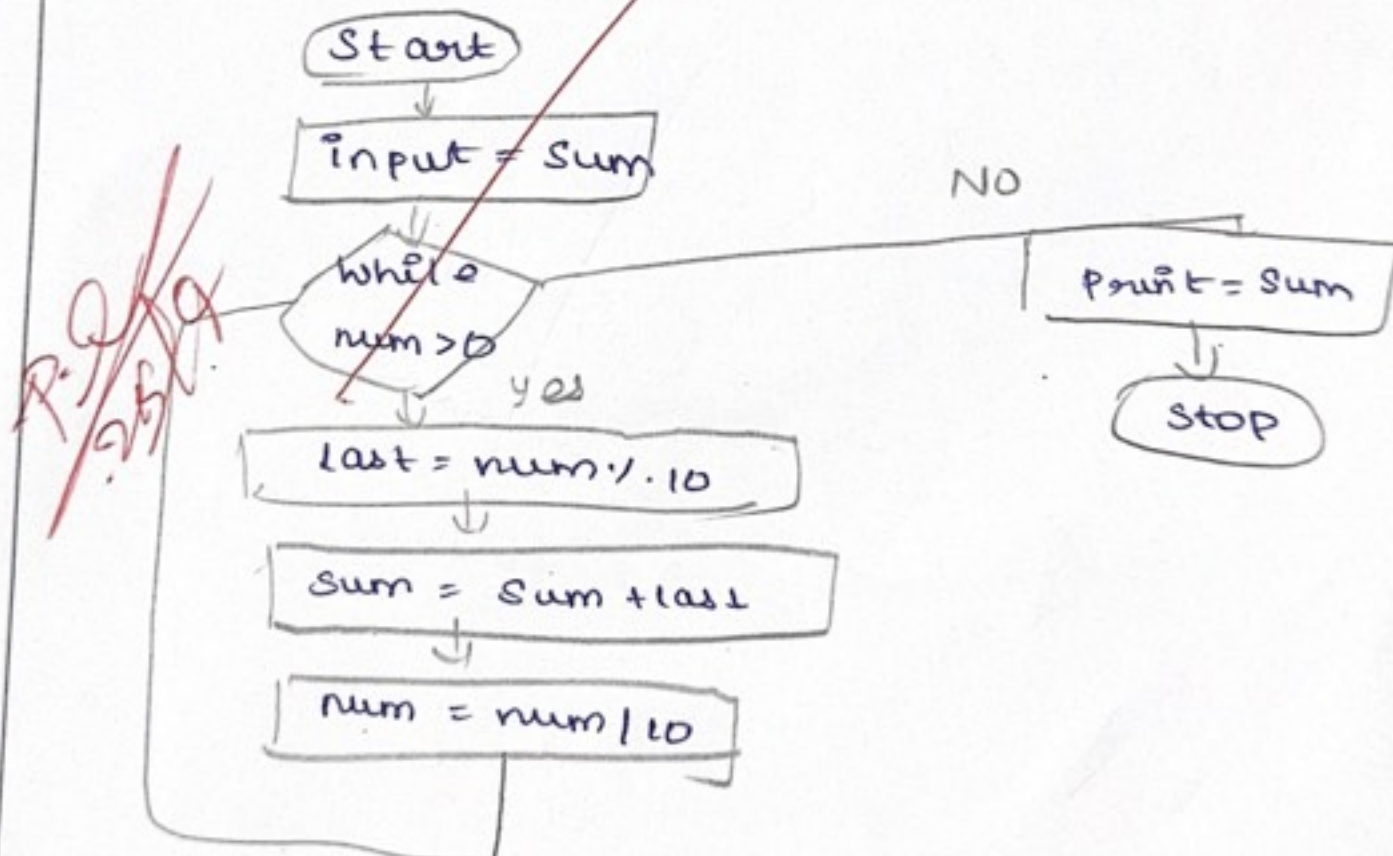 Start
input = Sum
while
num > 0
NO
yes
Print = Sum
Stop
last = num % 10
Sum = Sum + last
num = num / 10